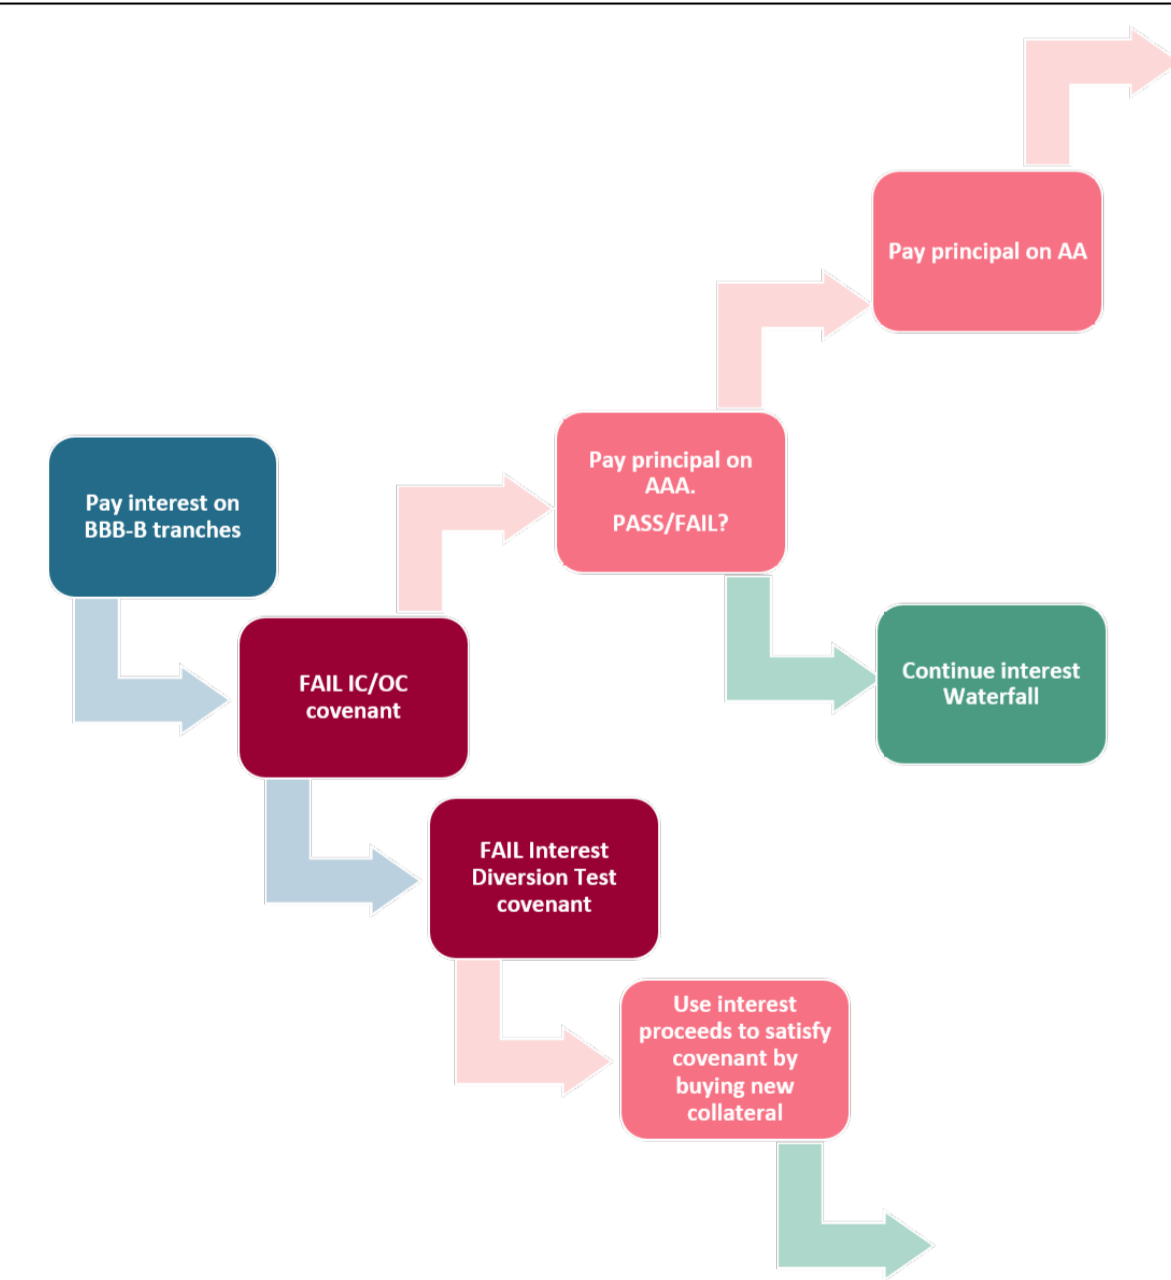 Pay principal on AA
Pay principal on
AAA.
PASS/FAIL?
Pay interest on
BBB-B tranches
FAIL IC/OC
covenant
Continue interest
Waterfall
FAIL Interest
Diversion Test
covenant
Use interest
proceeds to satisfy
covenant by
buying new
collateral